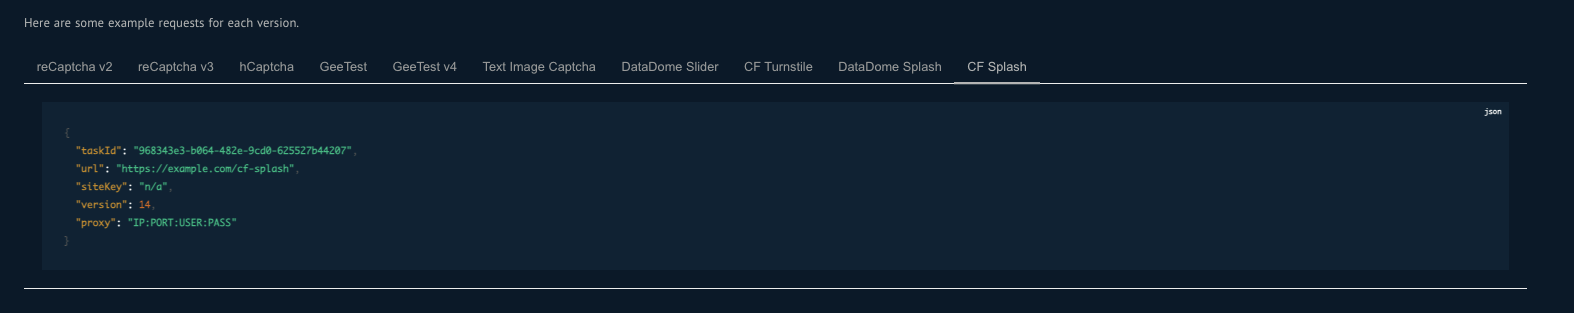 Here are some example requests for each version.
reCaptcha v2 reCaptcha v3 hCaptcha GeeTest GeeTest v4 Text Image Captcha DataDome Slider CF Turnstile DataDome Splash CF Splash
json
{
"taskId": "968343e3-b064-482e-9cd0-625527b44207",
"url": "https://example.com/cf-splash",
"siteKey": "n/a",
"version": 14,
"proxy": "IP:PORT:USER:PASS"
}